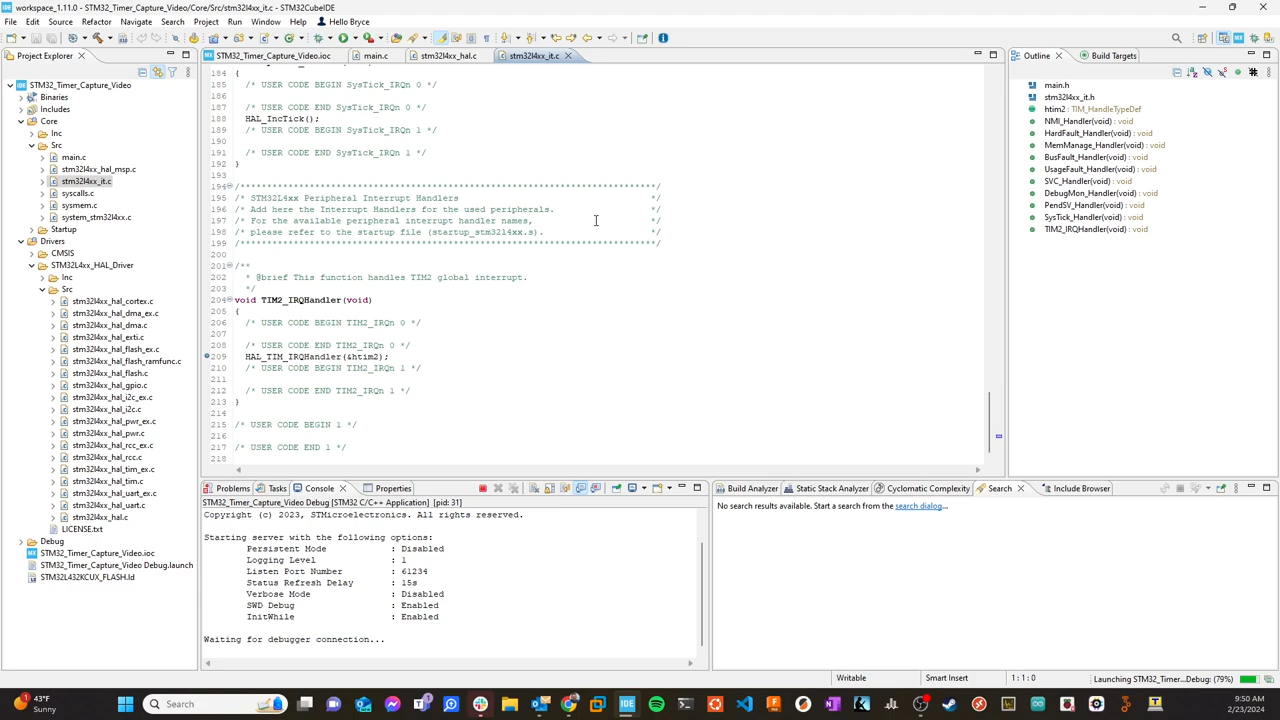 workspace_1.11.0 - STM32_Timer_Capture_Video/Core/Src/stm32l4xx_it.c - STM32CubeIDE
File Edit Source Refactor Navigate Search Project Run Window Help Hello Bryce
Project Explorer
STM32_Timer_Capture_Video
Binaries
Includes
Core
Inc
Src
main.c
stm32l4xx_hal_msp.c
stm32l4xx_it.c
syscalls.c
sysmem.c
system_stm32l4xx.c
Startup
Drivers
CMSIS
STM32L4xx_HAL_Driver
Inc
Src
stm32l4xx_hal_cortex.c
stm32l4xx_hal_dma_ex.c
stm32l4xx_hal_dma.c
stm32l4xx_hal_exti.c
stm32l4xx_hal_flash_ex.c
stm32l4xx_hal_flash_ramfunc.c
stm32l4xx_hal_flash.c
stm32l4xx_hal_gpio.c
stm32l4xx_hal_i2c_ex.c
stm32l4xx_hal_i2c.c
stm32l4xx_hal_pwr_ex.c
stm32l4xx_hal_pwr.c
stm32l4xx_hal_rcc_ex.c
stm32l4xx_hal_rcc.c
stm32l4xx_hal_tim_ex.c
stm32l4xx_hal_tim.c
stm32l4xx_hal_uart_ex.c
stm32l4xx_hal_uart.c
stm32l4xx_hal.c
LICENSE.txt
Debug
STM32_Timer_Capture_Video.ioc
STM32_Timer_Capture_Video Debug.launch
STM32L432KCUX_FLASH.ld
STM32_Timer_Capture_Video.ioc main.c stm32l4xx_hal.c stm32l4xx_it.c
184 {
185 /* USER CODE BEGIN SysTick_IRQn 0 */
186
187 /* USER CODE END SysTick_IRQn 0 */
188 HAL_IncTick();
189 /* USER CODE BEGIN SysTick_IRQn 1 */
190
191 /* USER CODE END SysTick_IRQn 1 */
192 }
193
194 /******************************************************************************/
195 /* STM32L4xx Peripheral Interrupt Handlers */
196 /* Add here the Interrupt Handlers for the used peripherals. */
197 /* For the available peripheral interrupt handler names, */
198 /* please refer to the startup file (startup_stm32l4xx.s). */
199 /******************************************************************************/
200
201 /**
202 * @brief This function handles TIM2 global interrupt.
203 */
204 void TIM2_IRQHandler(void)
205 {
206 /* USER CODE BEGIN TIM2_IRQn 0 */
207
208 /* USER CODE END TIM2_IRQn 0 */
209 HAL_TIM_IRQHandler(&htim2);
210 /* USER CODE BEGIN TIM2_IRQn 1 */
211
212 /* USER CODE END TIM2_IRQn 1 */
213 }
214
215 /* USER CODE BEGIN 1 */
216
217 /* USER CODE END 1 */
218
Outline Build Targets
main.h
stm32l4xx_it.h
htim2 : TIM_HandleTypeDef
NMI_Handler(void) : void
HardFault_Handler(void) : void
MemManage_Handler(void) : void
BusFault_Handler(void) : void
UsageFault_Handler(void) : void
SVC_Handler(void) : void
DebugMon_Handler(void) : void
PendSV_Handler(void) : void
SysTick_Handler(void) : void
TIM2_IRQHandler(void) : void
Problems Tasks Console Properties
STM32_Timer_Capture_Video Debug [STM32 C/C++ Application] [pid: 31]
Copyright (c) 2023, STMicroelectronics. All rights reserved.
Starting server with the following options:
Persistent Mode : Disabled
Logging Level : 1
Listen Port Number : 61234
Status Refresh Delay : 15s
Verbose Mode : Disabled
SWD Debug : Enabled
InitWhile : Enabled
Waiting for debugger connection...
Build Analyzer Static Stack Analyzer Cyclomatic Complexity Search Include Browser
No search results available. Start a search from the search dialog...
Writable Smart Insert 1 : 1 : 0 Launching STM32_Timer...Debug: (79%)
43°F
Sunny
Search
9:50 AM
2/23/2024